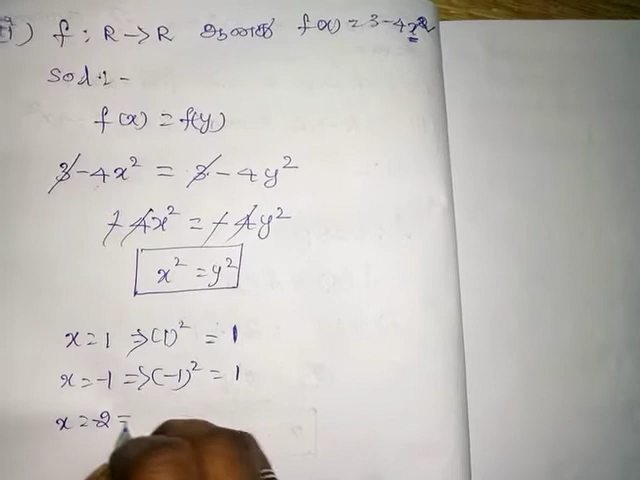 f : R → R ஆனது f(x) = 3 - 4x²
Sol :-
f(x) = f(y)
3 - 4x² = 3 - 4y²
- 4x² = - 4y²
x² = y²
x = 1 ⇒ (1)² = 1
x = -1 ⇒ (-1)² = 1
x = -2 =